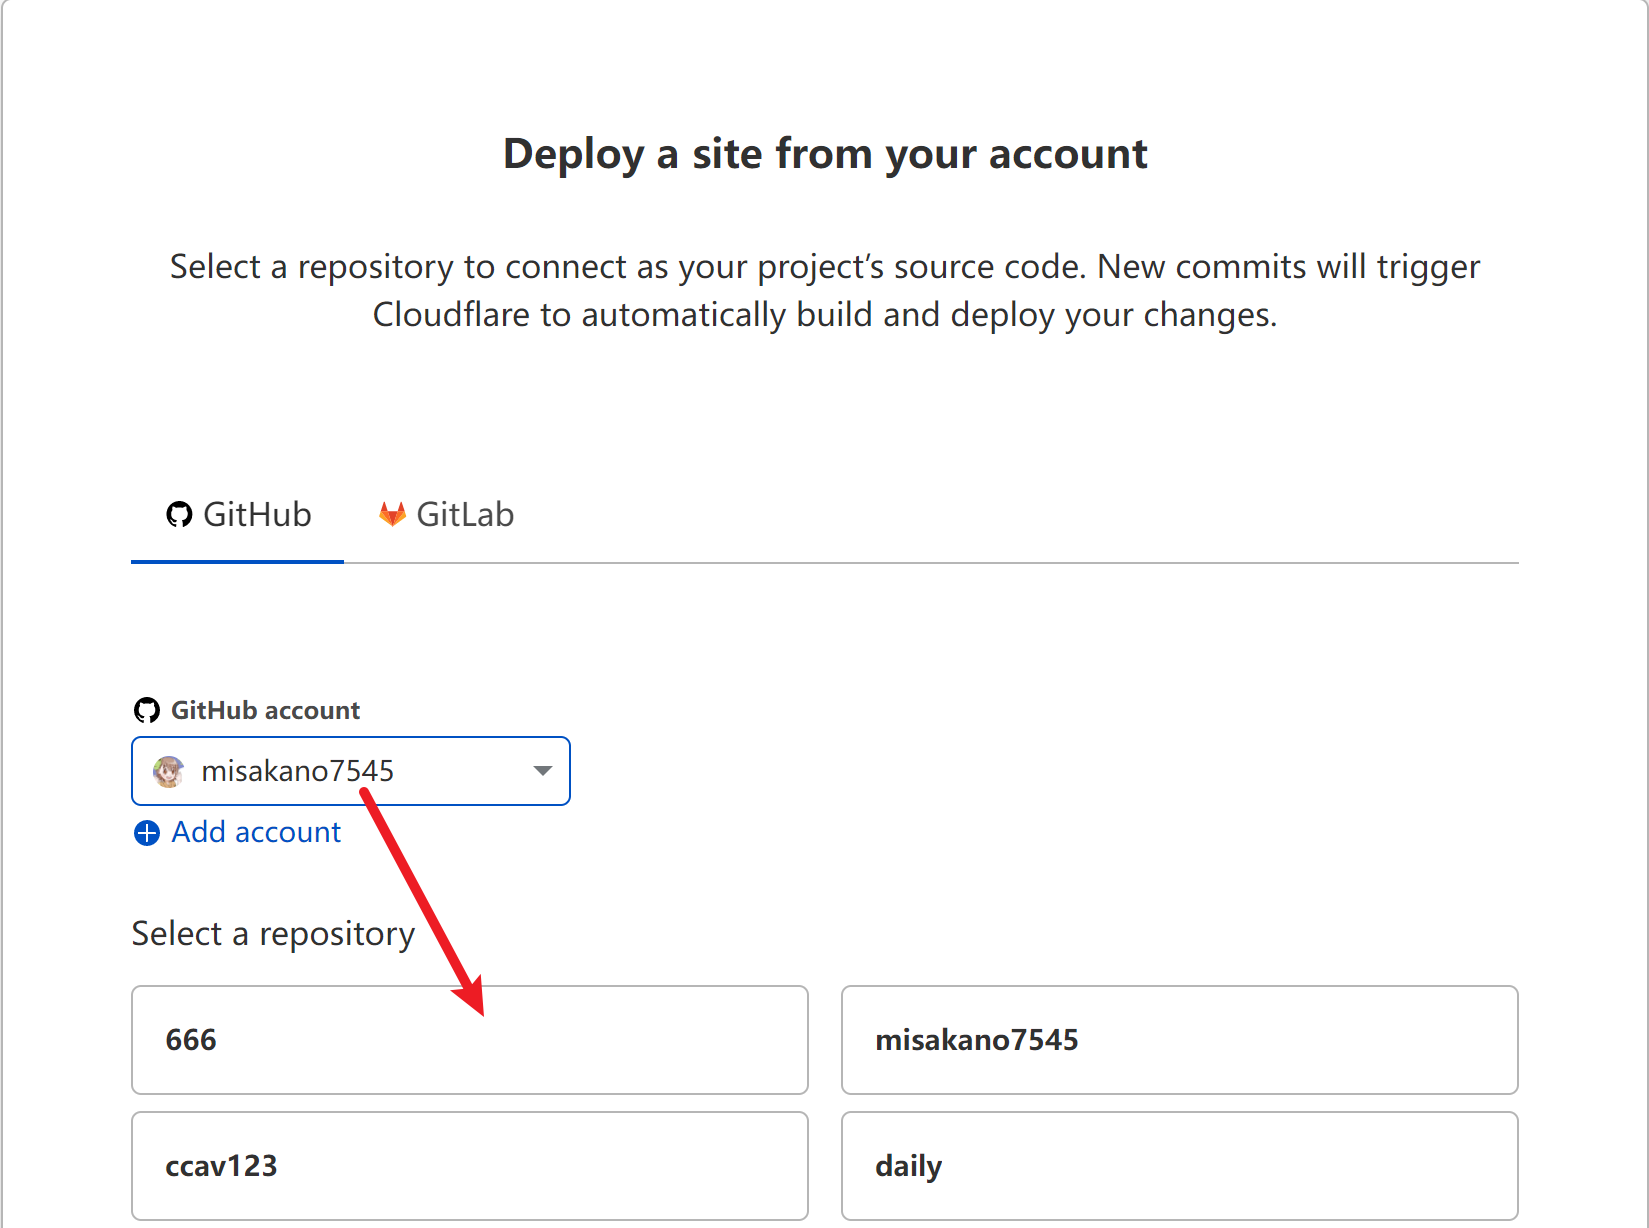 Deploy a site from your account
Select a repository to connect as your project’s source code. New commits will trigger
Cloudflare to automatically build and deploy your changes.
GitHub
GitLab
GitHub account
misakano7545
Add account
Select a repository
666
misakano7545
ccav123
daily